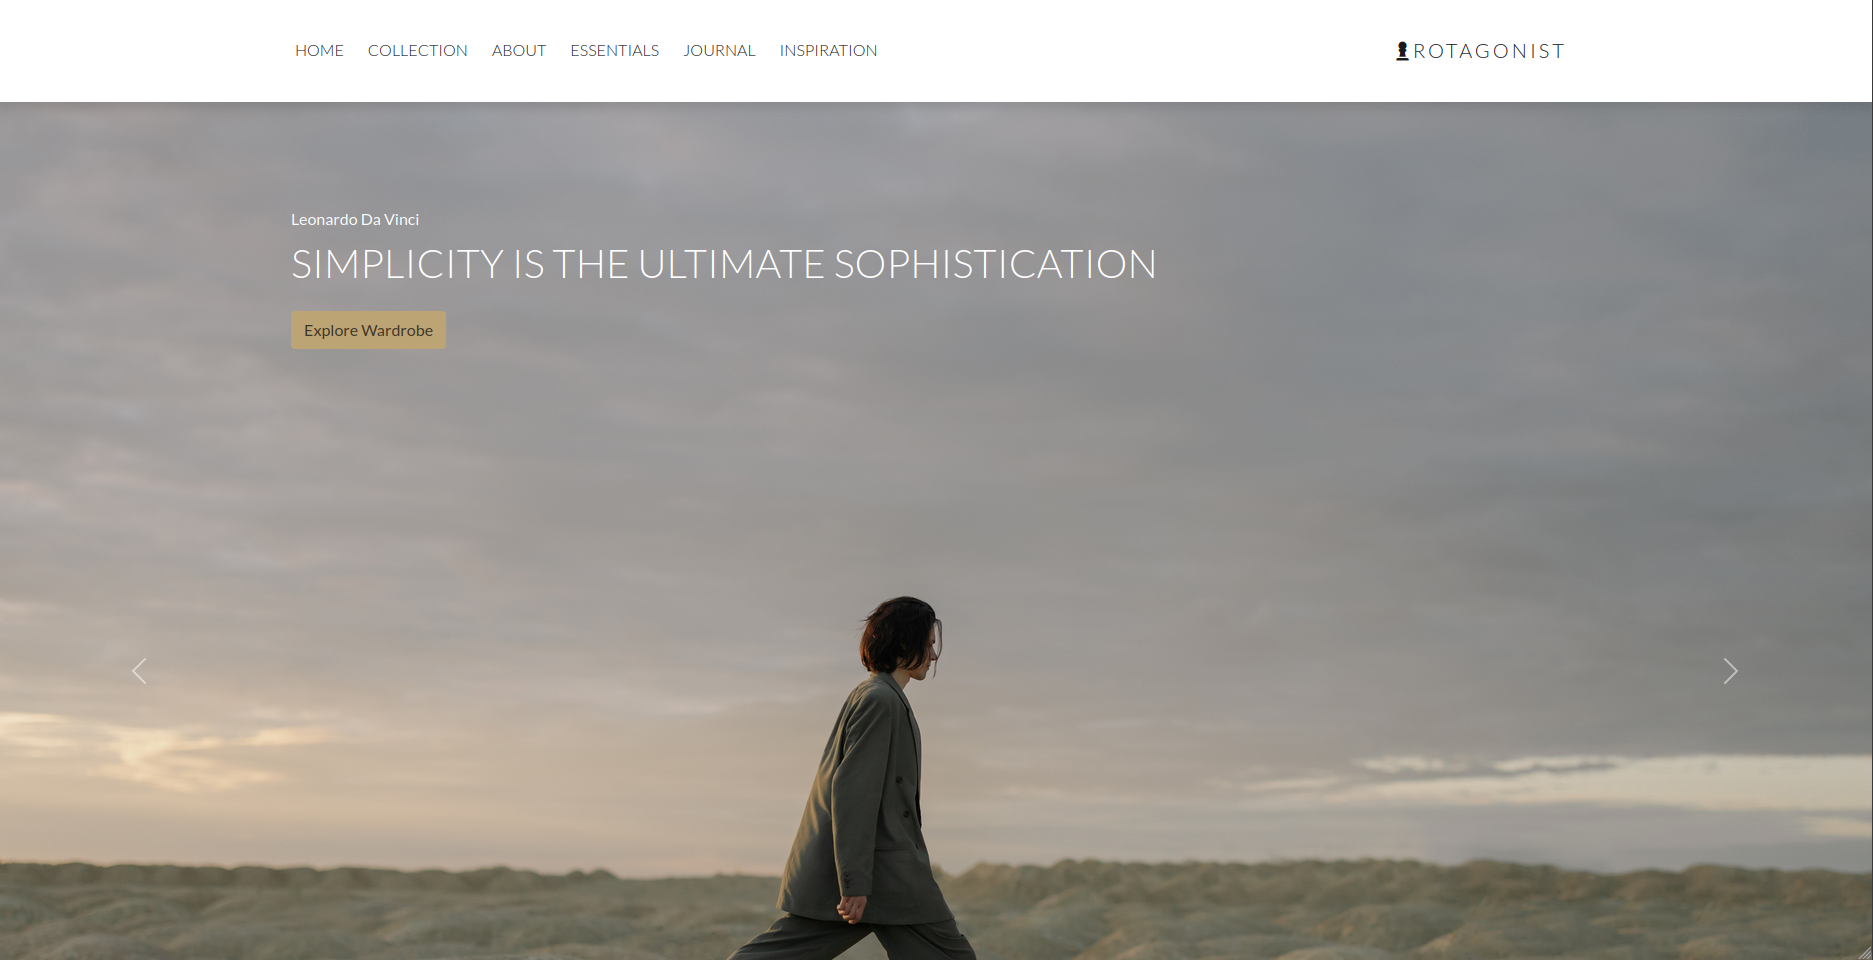 HOME COLLECTION ABOUT ESSENTIALS JOURNAL INSPIRATION
ROTAGONIST
Leonardo Da Vinci
SIMPLICITY IS THE ULTIMATE SOPHISTICATION
Explore Wardrobe